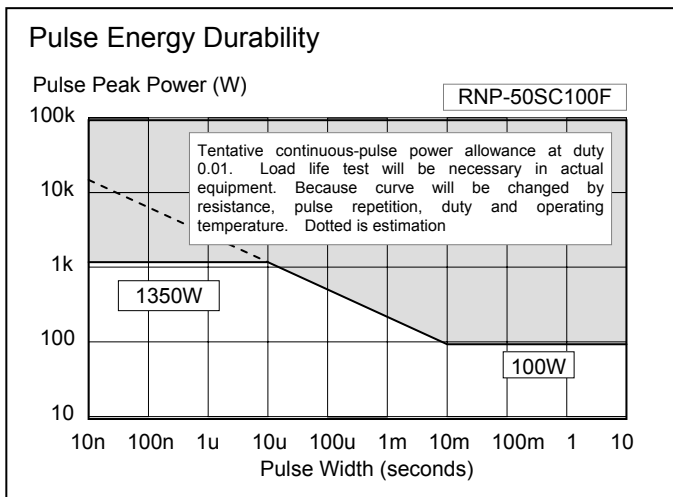 Pulse Energy Durability
Pulse Peak Power (W)
RNP-50SC100F
100k
Tentative continuous-pulse power allowance at duty
0.01. Load life test will be necessary in actual
equipment. Because curve will be changed by
resistance, pulse repetition, duty and operating
temperature. Dotted is estimation
10k
1k
1350W
100
100W
10
10n 100n 1u 10u 100u 1m 10m 100m 1 10
Pulse Width (seconds)